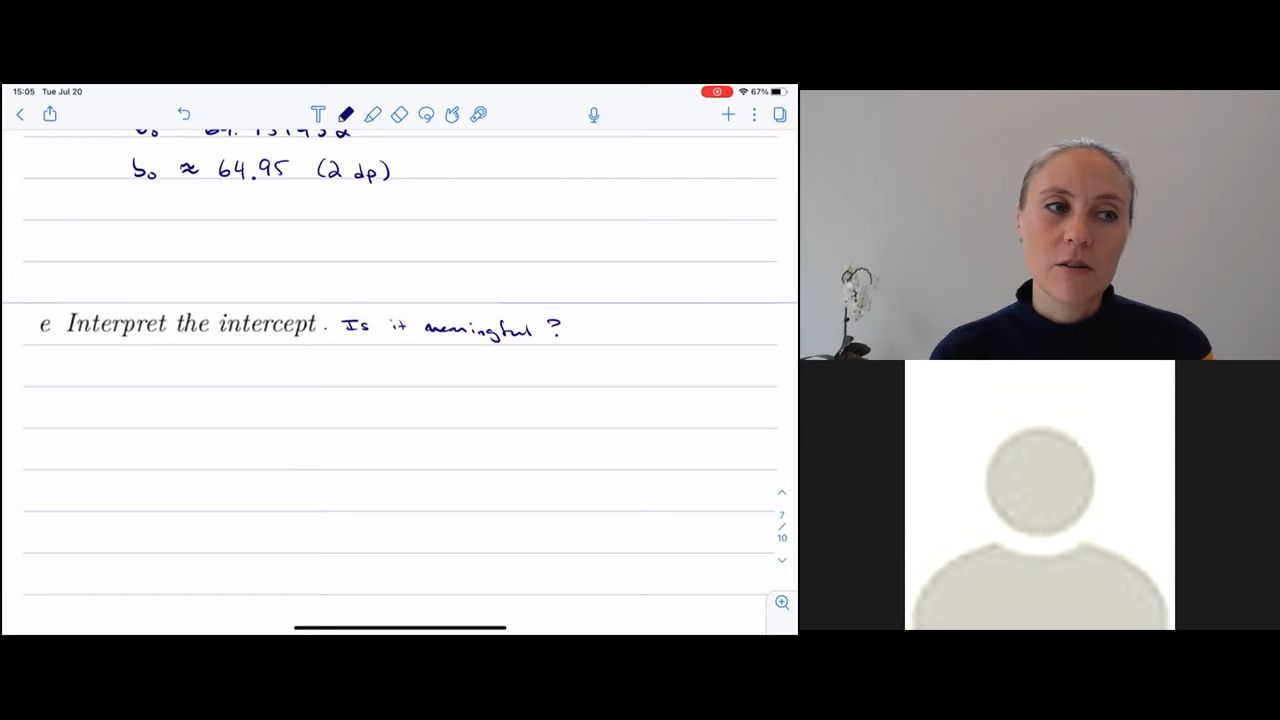 15:05 Tue Jul 20 67%
b₀ ≈ 64.95 (2 dp)
e Interpret the intercept. Is it meaningful?
7
/
10